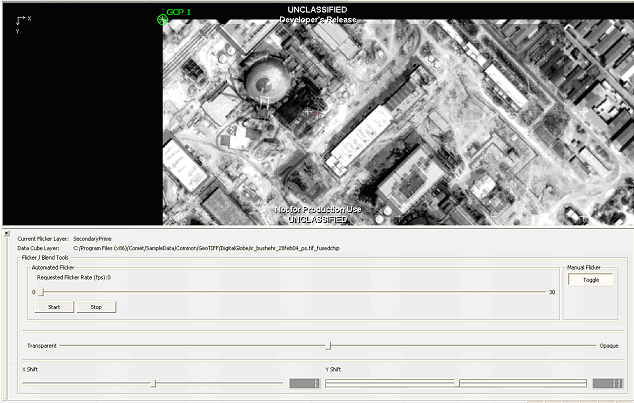 UNCLASSIFIED
Developer's Release
GCP 1
X
Y
Not for Production Use
UNCLASSIFIED
Current Flicker Layer: SecondaryPrime
Data Cube Layer: C:/Program Files (x86)/Comet/SampleData/Common/GeoTIFF/DigitalGlobe/ir_bushehr_28feb04_ps.tif_fusedchip
Flicker / Blend Tools
Automated Flicker
Manual Flicker
Requested Flicker Rate (fps):0
Toggle
0
30
Start Stop
Transparent
Opaque
X Shift
Y Shift